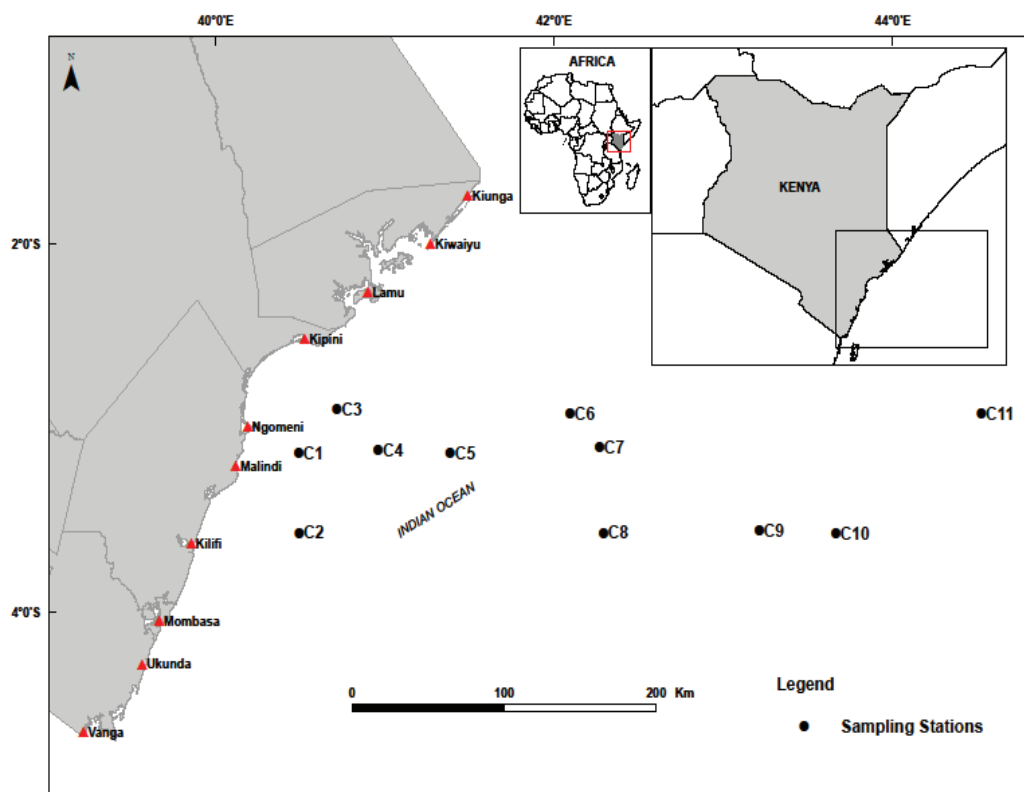 40°0'E 42°0'E 44°0'E
N
AFRICA
KENYA
Kiunga
2°0'S
Kiwaiyu
Lamu
Kipini
C3
C6
C11
Ngomeni
C1
C4
C5
C7
Malindi
INDIAN OCEAN
C2
C8
C9
C10
Kilifi
4°0'S
Mombasa
Ukunda
0 100 200 Km
Legend
Sampling Stations
Vanga